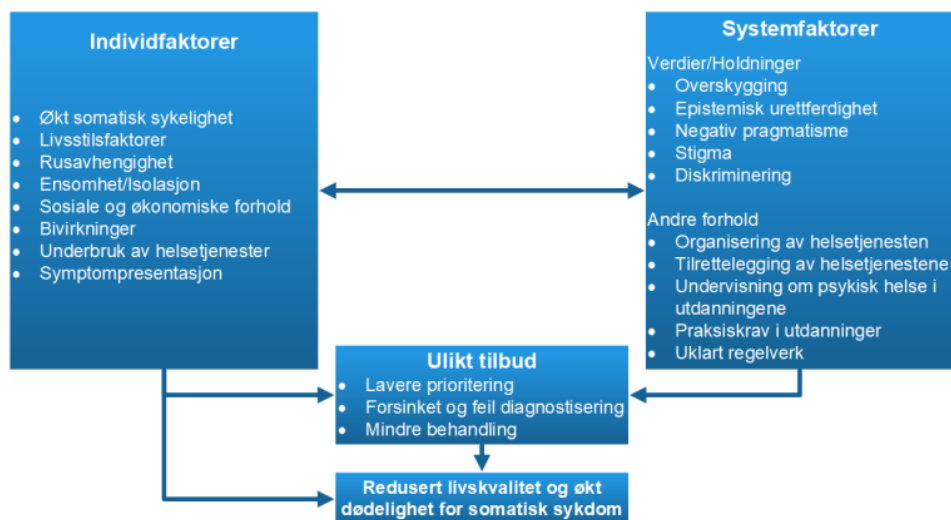 Individfaktorer
• Økt somatisk sykelighet
• Livsstilsfaktorer
• Rusavhengighet
• Ensomhet/Isolasjon
• Sosiale og økonomiske forhold
• Bivirkninger
• Underbruk av helsetjenester
• Symptompresentasjon
Systemfaktorer
Verdier/Holdninger
• Overskygging
• Epistemisk urettferdighet
• Negativ pragmatisme
• Stigma
• Diskriminering
Andre forhold
• Organisering av helsetjenesten
• Tilrettelegging av helsetjenestene
• Undervisning om psykisk helse i
utdanningene
• Praksiskrav i utdanninger
• Uklart regelverk
Ulikt tilbud
• Lavere prioritering
• Forsinket og feil diagnostisering
• Mindre behandling
Redusert livskvalitet og økt
dødelighet for somatisk sykdom